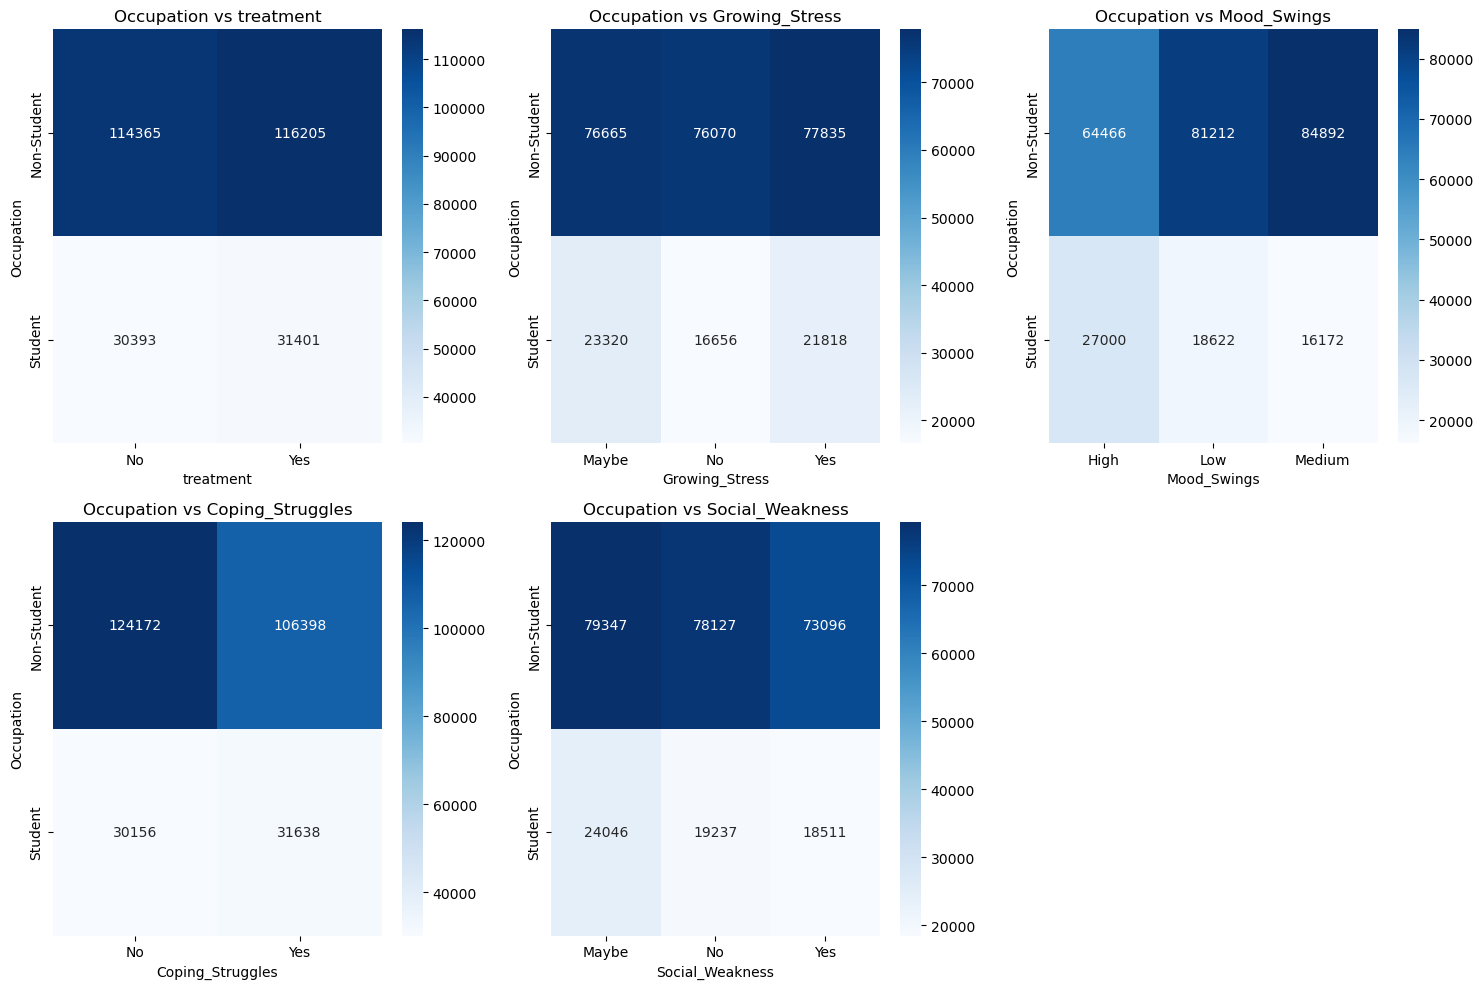 Occupation vs treatment
Occupation
Non-Student
Student
114365
116205
30393
31401
No
Yes
treatment
110000
100000
90000
80000
70000
60000
50000
40000
Occupation vs Growing_Stress
Occupation
Non-Student
Student
76665
76070
77835
23320
16656
21818
Maybe
No
Yes
Growing_Stress
70000
60000
50000
40000
30000
20000
Occupation vs Mood_Swings
Occupation
Non-Student
Student
64466
81212
84892
27000
18622
16172
High
Low
Medium
Mood_Swings
80000
70000
60000
50000
40000
30000
20000
Occupation vs Coping_Struggles
Occupation
Non-Student
Student
124172
106398
30156
31638
No
Yes
Coping_Struggles
120000
100000
80000
60000
40000
Occupation vs Social_Weakness
Occupation
Non-Student
Student
79347
78127
73096
24046
19237
18511
Maybe
No
Yes
Social_Weakness
70000
60000
50000
40000
30000
20000